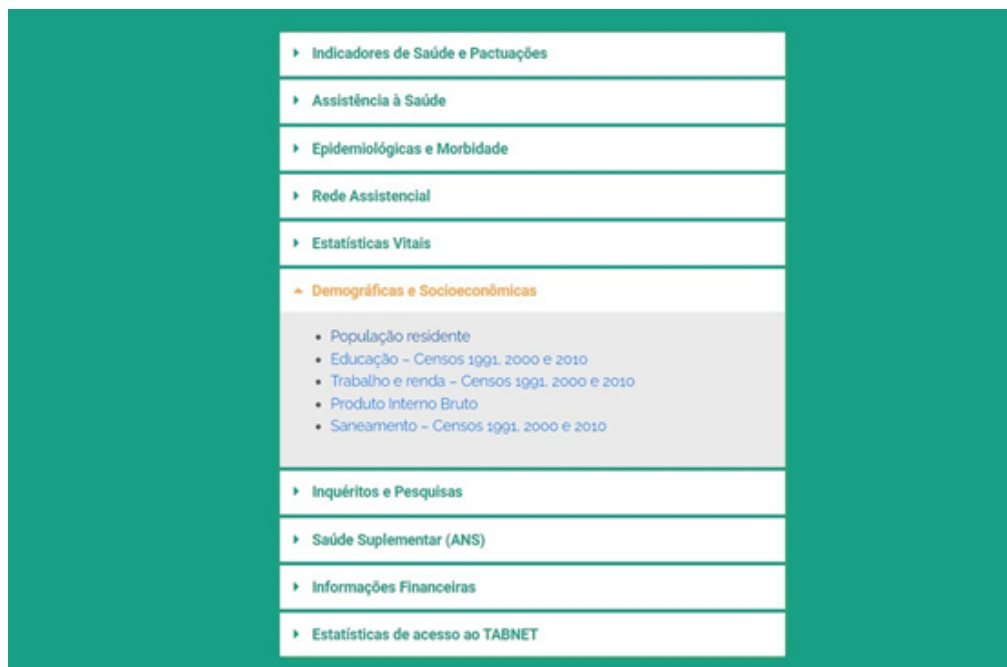 Indicadores de Saúde e Pactuações
Assistência à Saúde
Epidemiológicas e Morbidade
Rede Assistencial
Estatísticas Vitais
Demográficas e Socioeconômicas
• População residente
• Educação – Censos 1991, 2000 e 2010
• Trabalho e renda – Censos 1991, 2000 e 2010
• Produto Interno Bruto
• Saneamento – Censos 1991, 2000 e 2010
Inquéritos e Pesquisas
Saúde Suplementar (ANS)
Informações Financeiras
Estatísticas de acesso ao TABNET